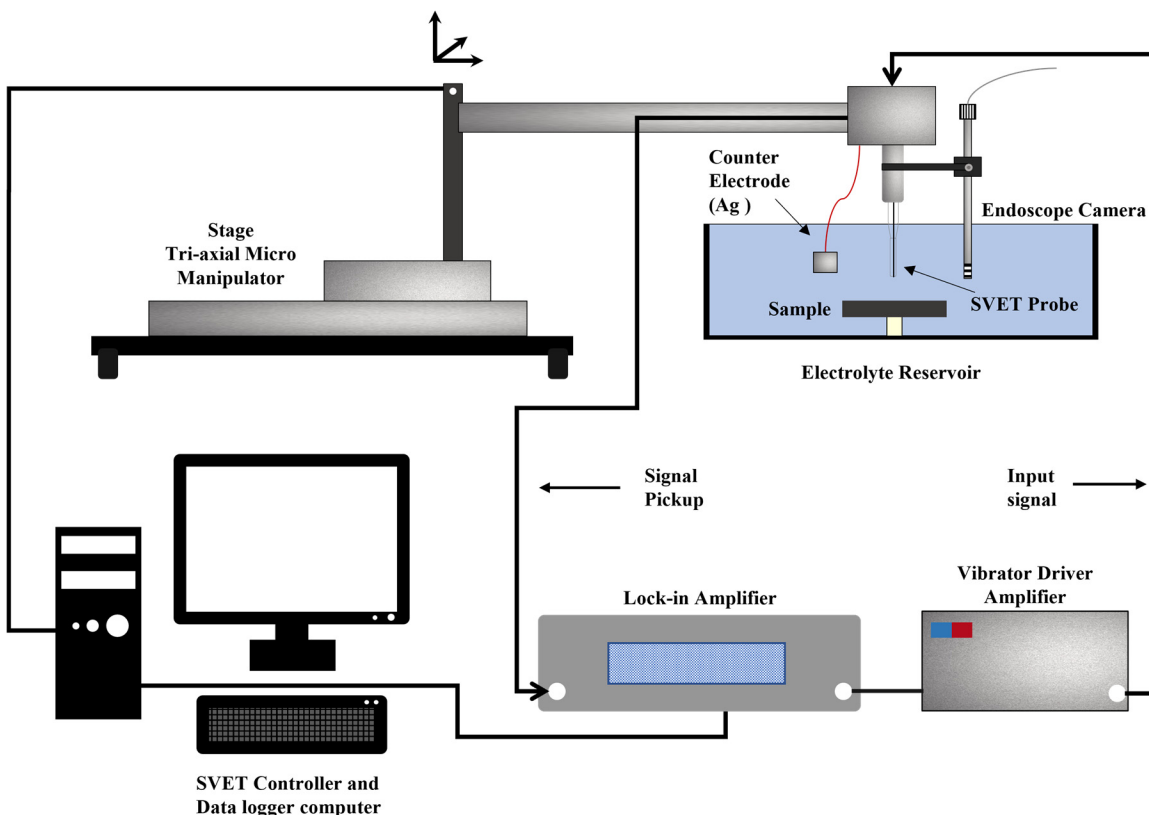 Counter
Electrode
(Ag )
Endoscope Camera
Stage
Tri-axial Micro
Manipulator
Sample
SVET Probe
Electrolyte Reservoir
Signal
Pickup
Input
signal
Vibrator Driver
Amplifier
Lock-in Amplifier
SVET Controller and
Data logger computer